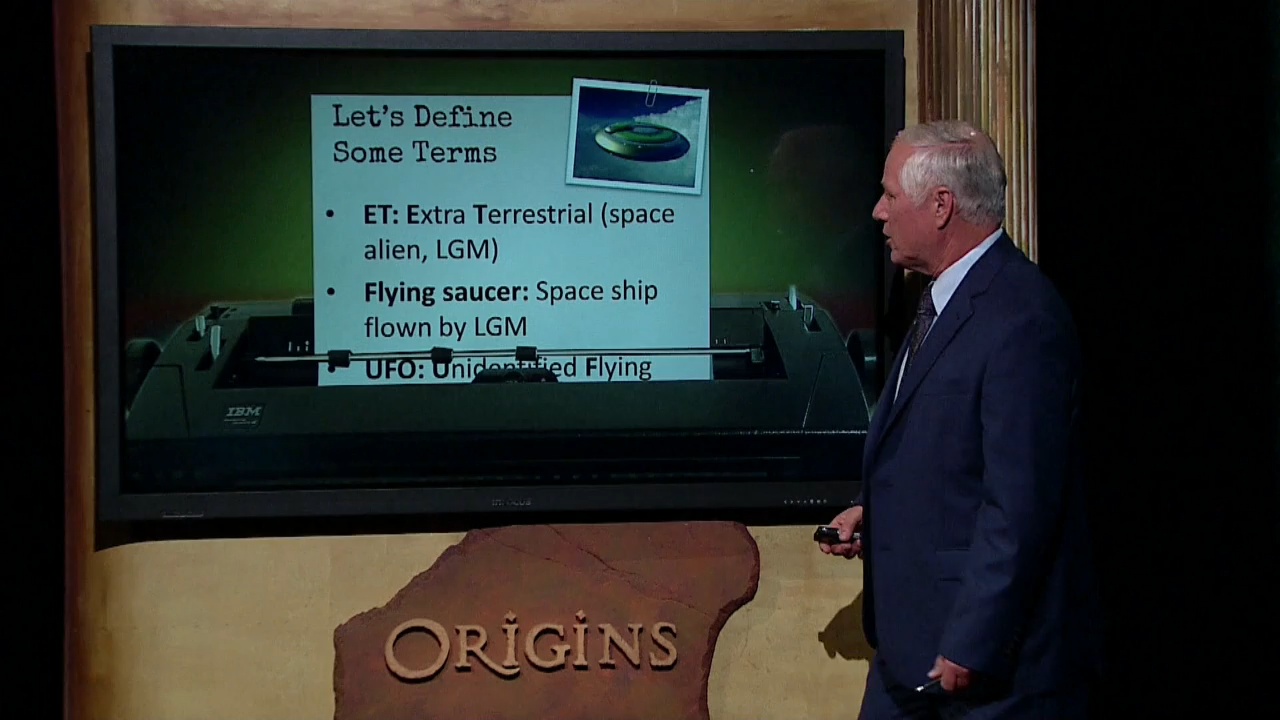 Let's Define
Some Terms
• ET: Extra Terrestrial (space
alien, LGM)
• Flying saucer: Space ship
flown by LGM
UFO: Unidentified Flying
IBM
InFocus
ORiGiNS